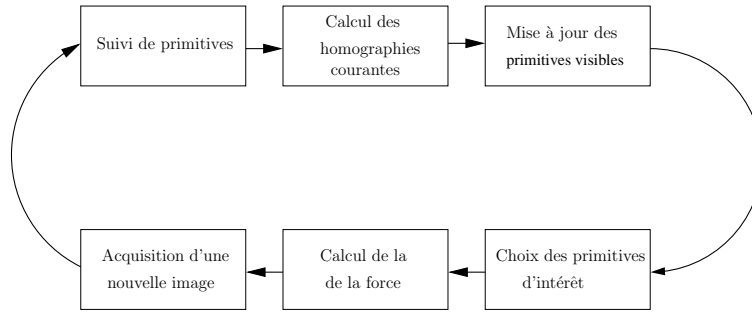 Suivi de primitives
Calcul des
homographies
courantes
Mise à jour des
primitives visibles
Acquisition d'une
nouvelle image
Calcul de la
de la force
Choix des primitives
d'intérêt